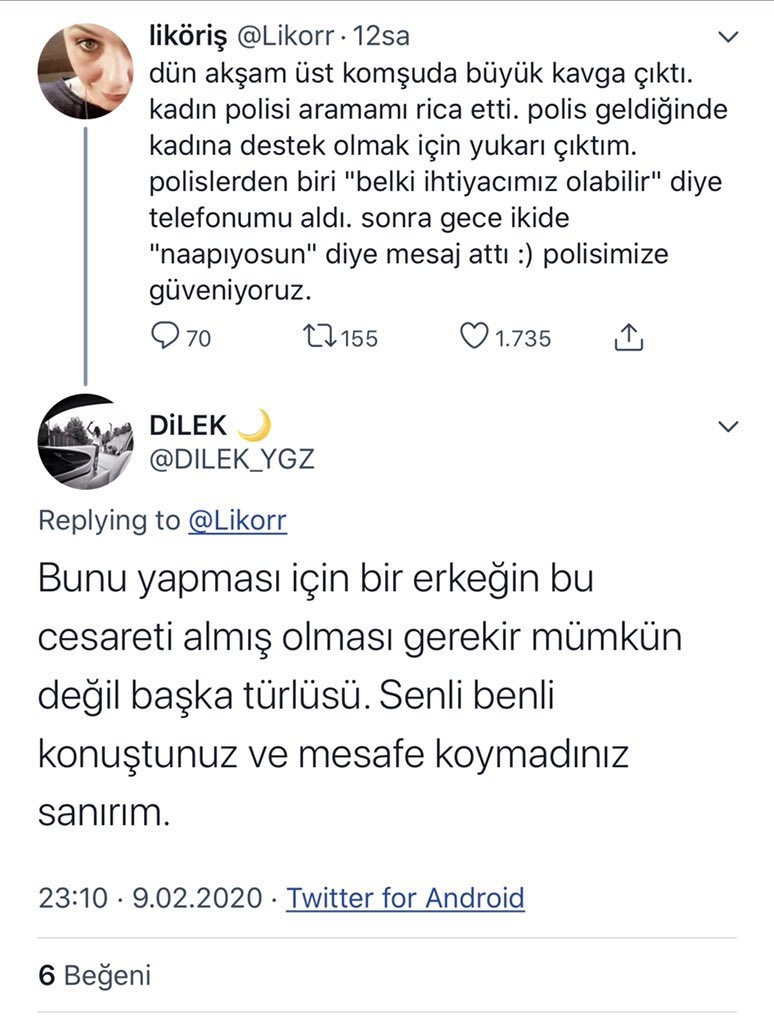 liköriş @Likorr · 12sa
dün akşam üst komşuda büyük kavga çıktı.
kadın polisi aramamı rica etti. polis geldiğinde
kadına destek olmak için yukarı çıktım.
polislerden biri "belki ihtiyacımız olabilir" diye
telefonumu aldı. sonra gece ikide
"naapıyosun" diye mesaj attı :) polisimize
güveniyoruz.
70 155 1.735
DiLEK 🌙
@DILEK_YGZ
Replying to @Likorr
Bunu yapması için bir erkeğin bu
cesareti almış olması gerekir mümkün
değil başka türlüsü. Senli benli
konuştunuz ve mesafe koymadınız
sanırım.
23:10 · 9.02.2020 · Twitter for Android
6 Beğeni